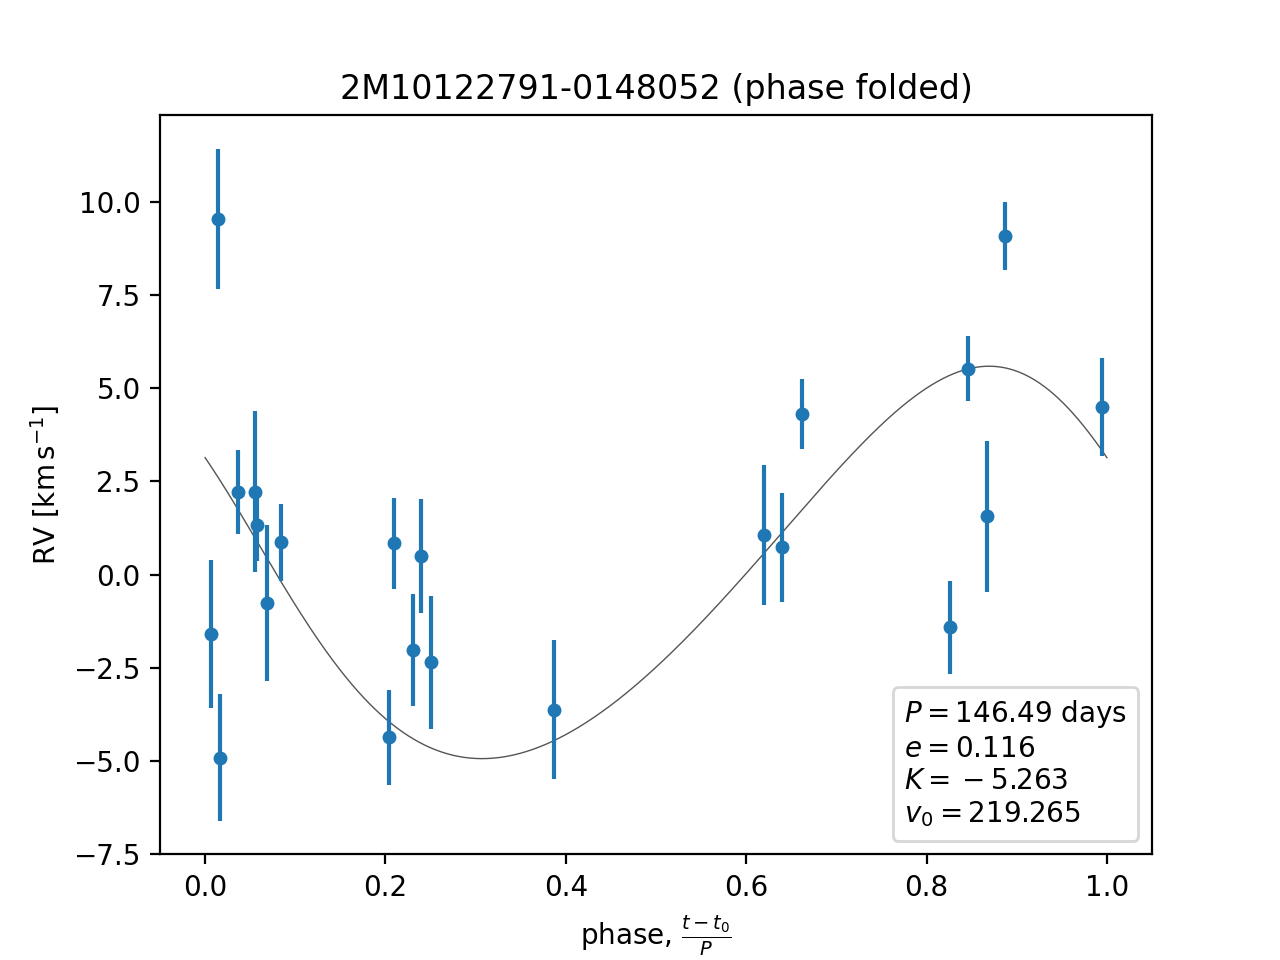 2M10122791-0148052 (phase folded)
RV [km s⁻¹]
10.0
7.5
5.0
2.5
0.0
−2.5
−5.0
−7.5
P = 146.49 days
e = 0.116
K = −5.263
v₀ = 219.265
0.0 0.2 0.4 0.6 0.8 1.0
phase, (t − t₀)/P